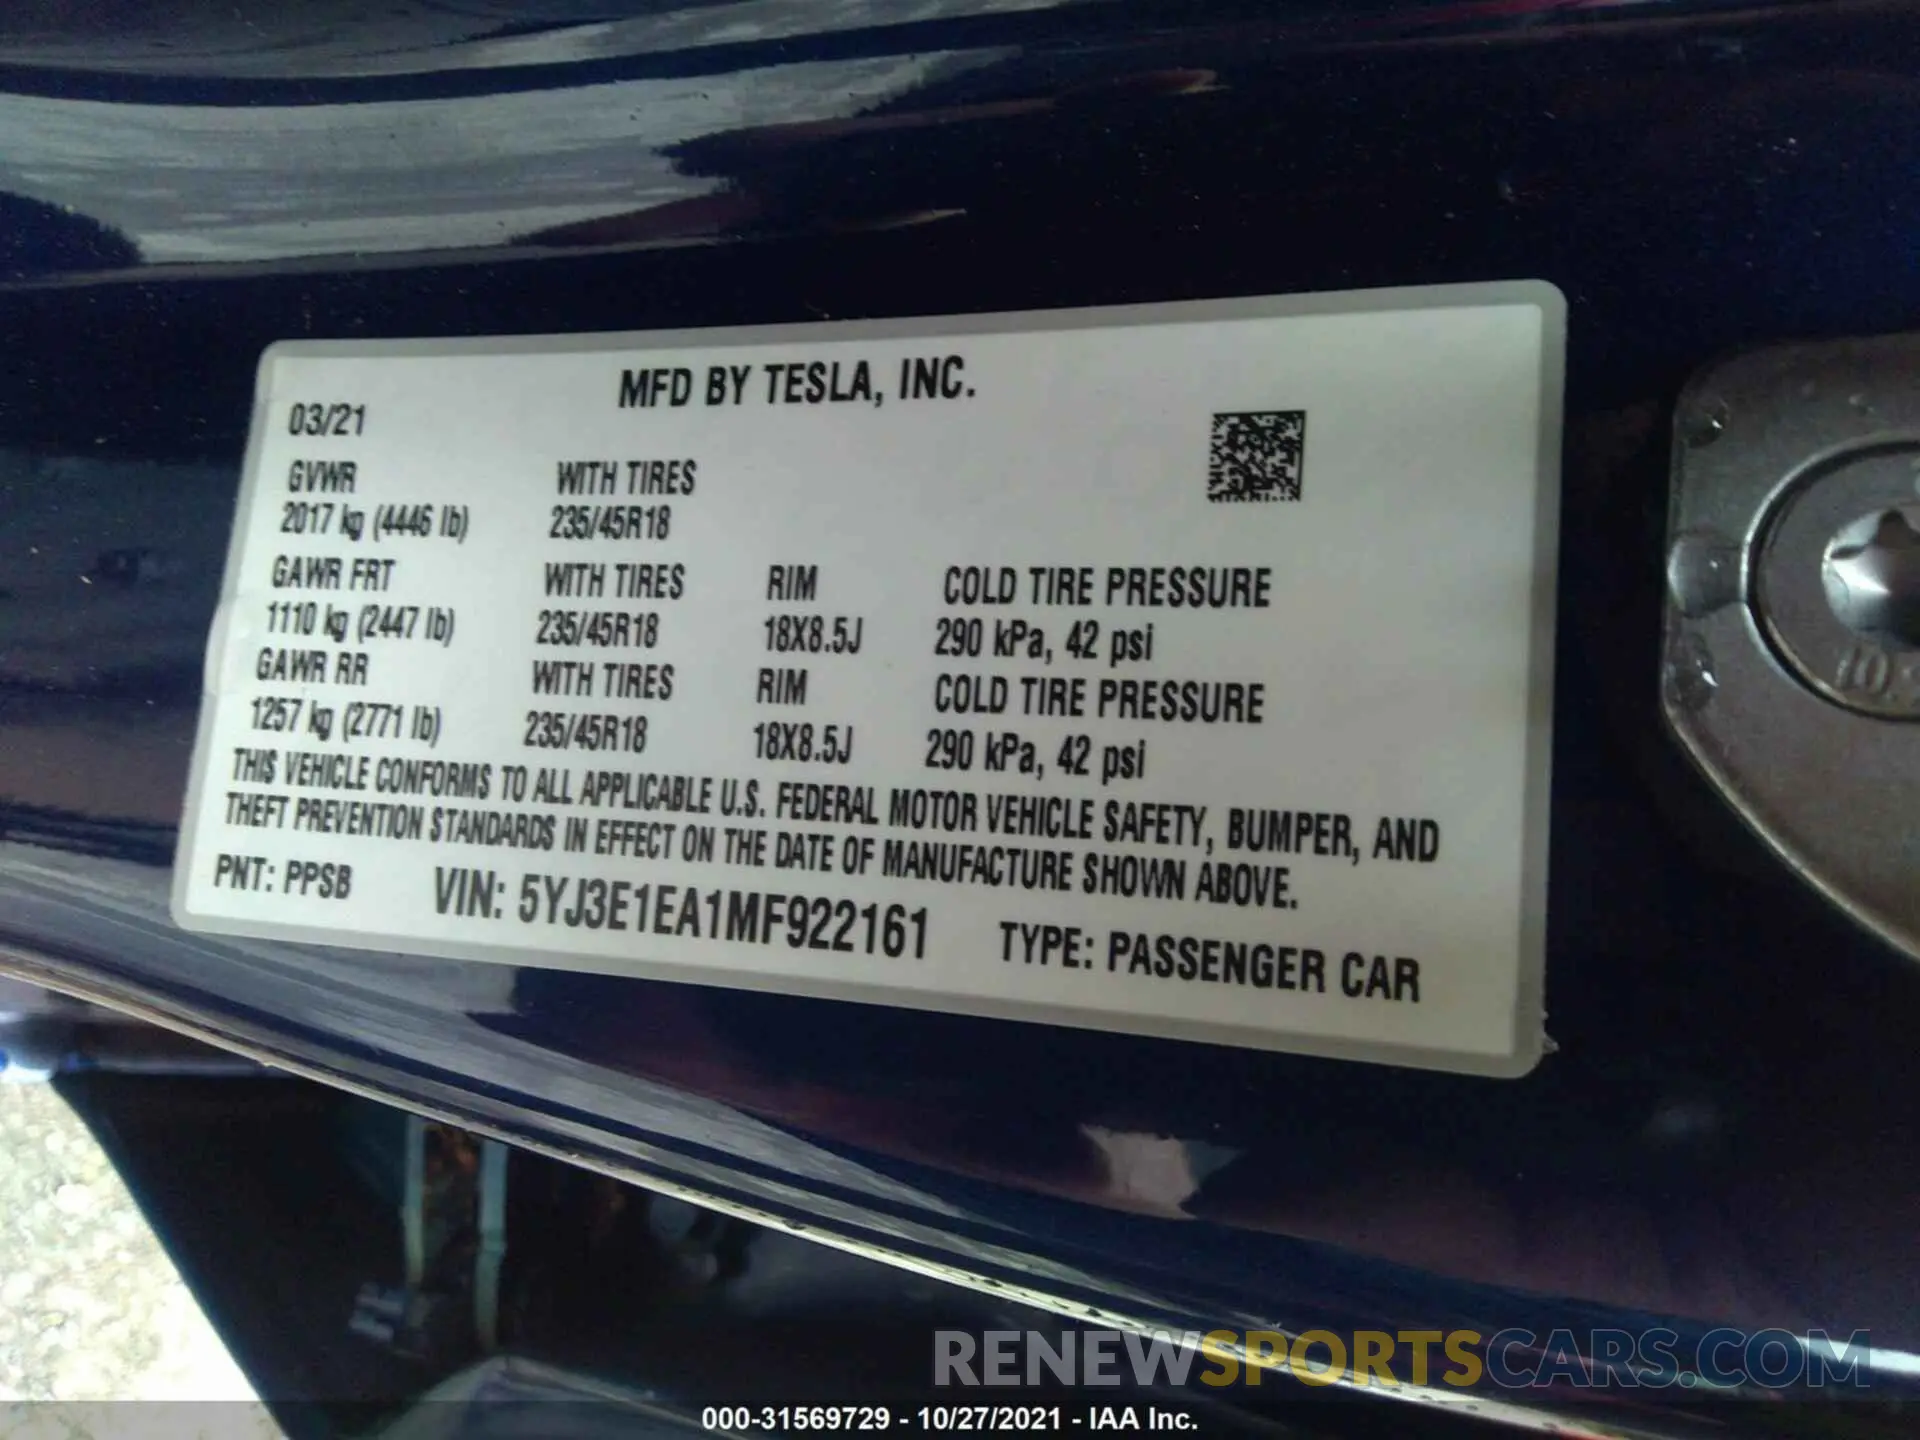 MFD BY TESLA, INC.
03/21
GVWR WITH TIRES
2017 kg (4446 lb) 235/45R18
GAWR FRT WITH TIRES RIM COLD TIRE PRESSURE
1110 kg (2447 lb) 235/45R18 18X8.5J 290 kPa, 42 psi
GAWR RR WITH TIRES RIM COLD TIRE PRESSURE
1257 kg (2771 lb) 235/45R18 18X8.5J 290 kPa, 42 psi
THIS VEHICLE CONFORMS TO ALL APPLICABLE U.S. FEDERAL MOTOR VEHICLE SAFETY, BUMPER, AND
THEFT PREVENTION STANDARDS IN EFFECT ON THE DATE OF MANUFACTURE SHOWN ABOVE.
PNT: PPSB VIN: 5YJ3E1EA1MF922161 TYPE: PASSENGER CAR
RENEWSPORTSCARS.COM
000-31569729 - 10/27/2021 - IAA Inc.